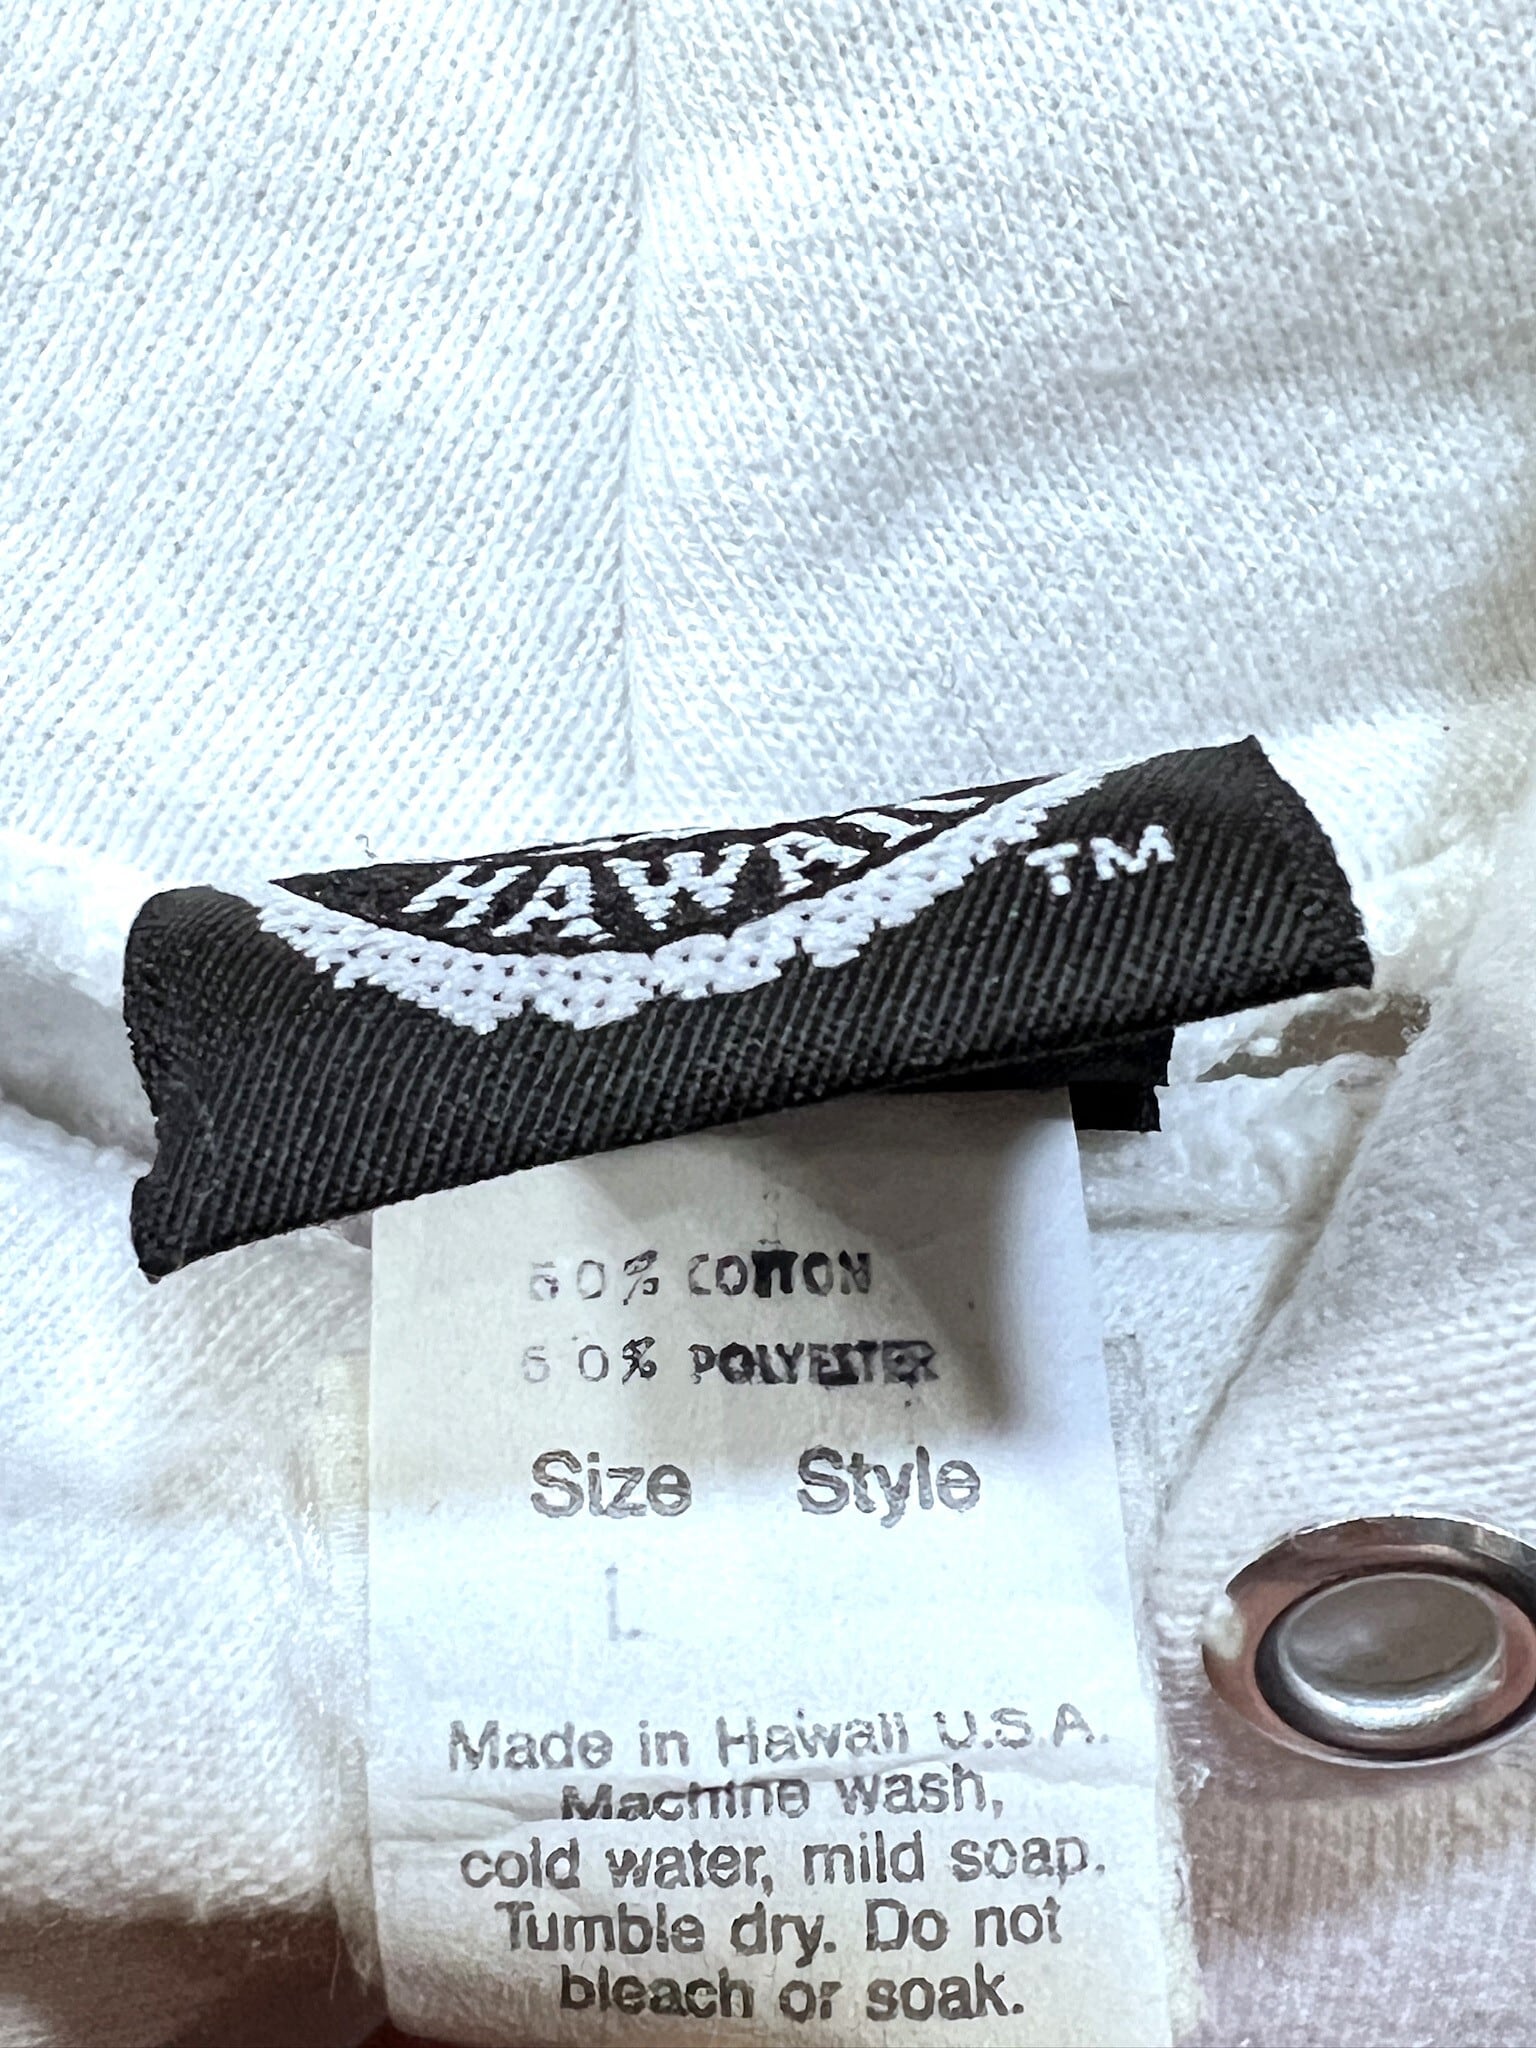 HAWAII
TM
50% COTTON
50% POLYESTER
Size Style
L
Made in Hawaii U.S.A.
Machine wash,
cold water, mild soap.
Tumble dry. Do not
bleach or soak.